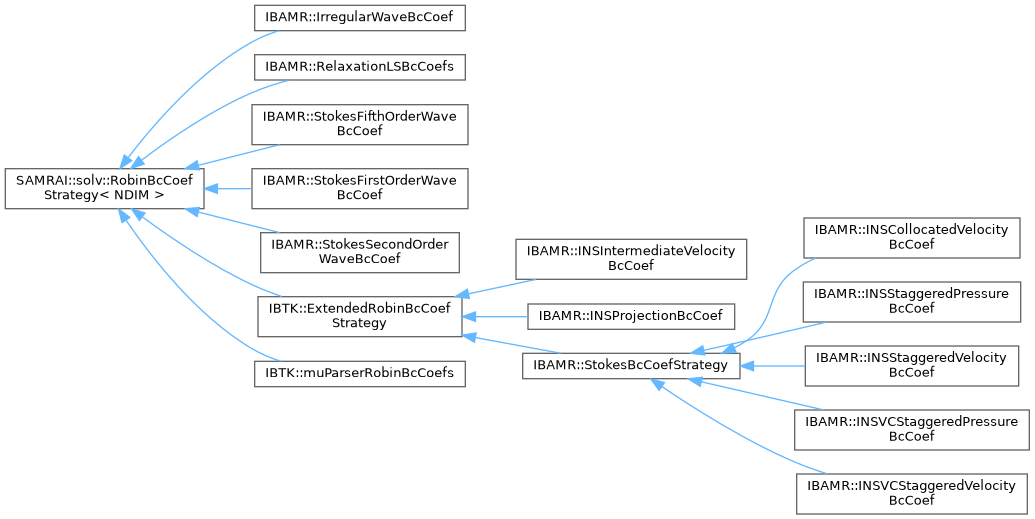 IBAMR::IrregularWaveBcCoef
IBAMR::RelaxationLSBcCoefs
IBAMR::StokesFifthOrderWave
BcCoef
SAMRAI::solv::RobinBcCoef
Strategy< NDIM >
IBAMR::StokesFirstOrderWave
BcCoef
IBAMR::StokesSecondOrder
WaveBcCoef
IBTK::ExtendedRobinBcCoef
Strategy
IBTK::muParserRobinBcCoefs
IBAMR::INSIntermediateVelocity
BcCoef
IBAMR::INSProjectionBcCoef
IBAMR::StokesBcCoefStrategy
IBAMR::INSCollocatedVelocity
BcCoef
IBAMR::INSStaggeredPressure
BcCoef
IBAMR::INSStaggeredVelocity
BcCoef
IBAMR::INSVCStaggeredPressure
BcCoef
IBAMR::INSVCStaggeredVelocity
BcCoef